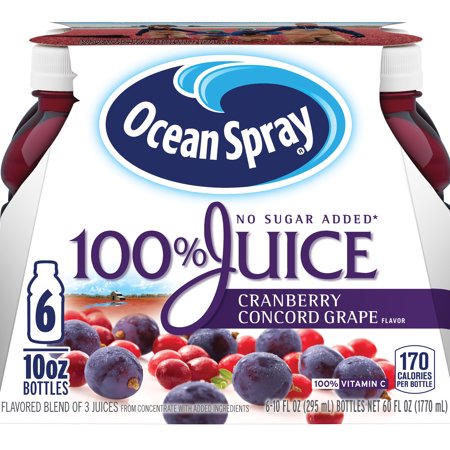 Ocean Spray®
NO SUGAR ADDED*
100% JUICE
CRANBERRY
CONCORD GRAPE FLAVOR
6
10OZ
BOTTLES
170
CALORIES
PER BOTTLE
100% VITAMIN C
FLAVORED BLEND OF 3 JUICES FROM CONCENTRATE WITH ADDED INGREDIENTS
6-10 FL OZ (295 mL) BOTTLES NET 60 FL OZ (1770 mL)